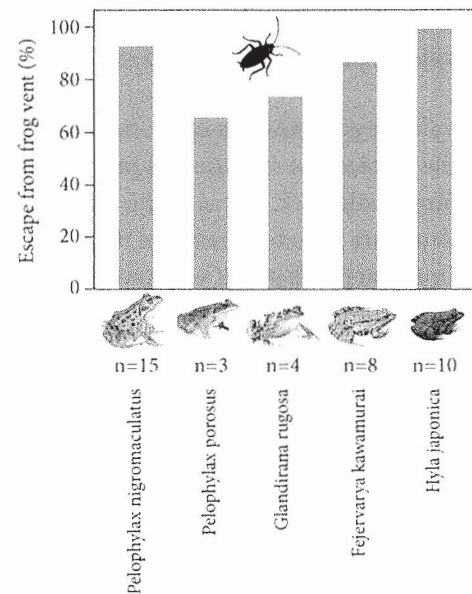 Escape from frog vent (%)
100
80
60
40
20
0
n=15
n=3
n=4
n=8
n=10
Pelophylax nigromaculatus
Pelophylax porosus
Glandirana rugosa
Fejervarya kawamurai
Hyla japonica